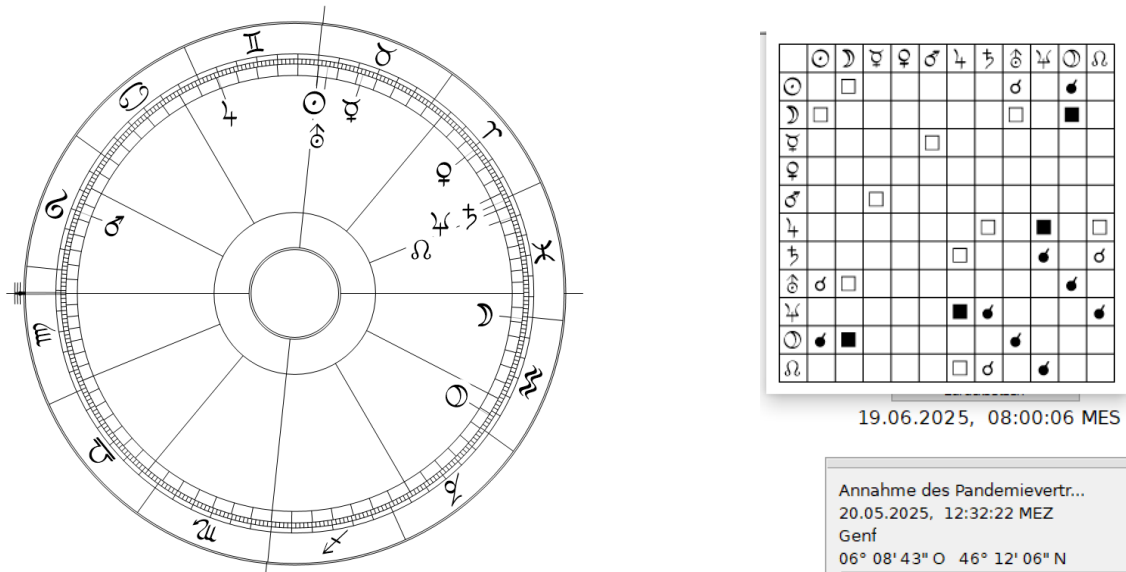 19.06.2025, 08:00:06 MES
Annahme des Pandemievertr...
20.05.2025, 12:32:22 MEZ
Genf
06° 08' 43" O 46° 12' 06" N